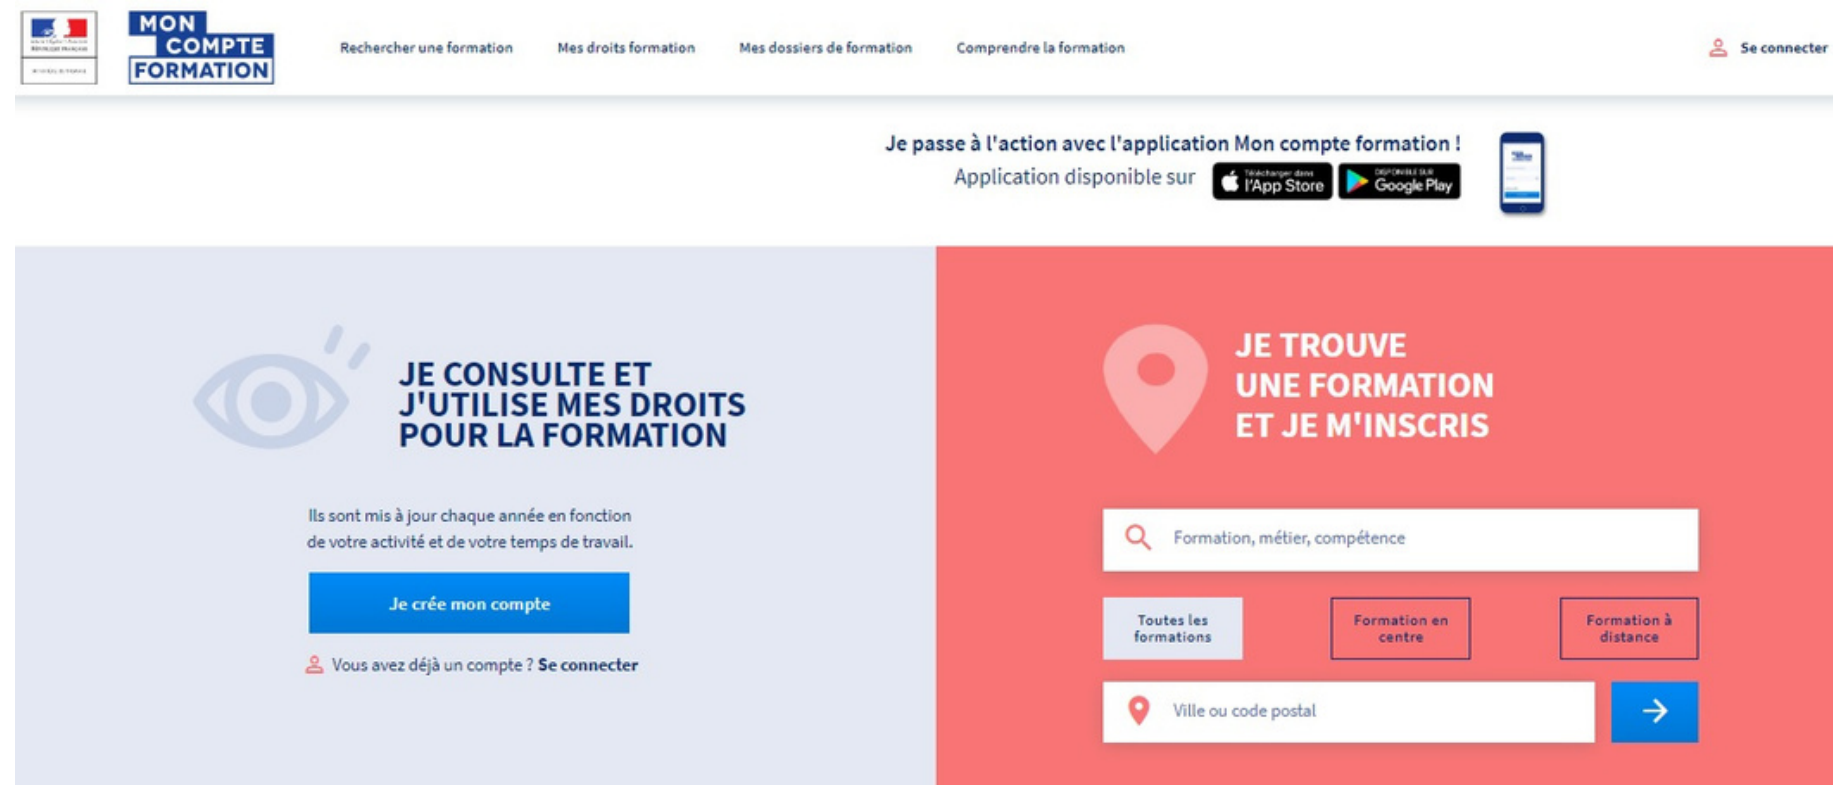 MON
COMPTE
FORMATION
Rechercher une formation
Mes droits formation
Mes dossiers de formation
Comprendre la formation
Se connecter
Je passe à l'action avec l'application Mon compte formation !
Application disponible sur
Télécharger dans
l'App Store
DISPONIBLE SUR
Google Play
JE CONSULTE ET
J'UTILISE MES DROITS
POUR LA FORMATION
Ils sont mis à jour chaque année en fonction
de votre activité et de votre temps de travail.
Je crée mon compte
Vous avez déjà un compte ? Se connecter
JE TROUVE
UNE FORMATION
ET JE M'INSCRIS
Formation, métier, compétence
Toutes les
formations
Formation en
centre
Formation à
distance
Ville ou code postal